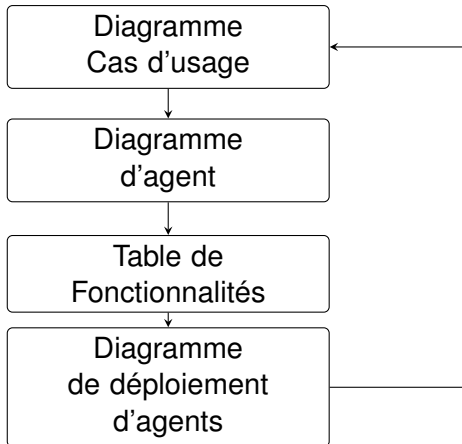 Diagramme
Cas d'usage
Diagramme
d'agent
Table de
Fonctionnalités
Diagramme
de déploiement
d'agents